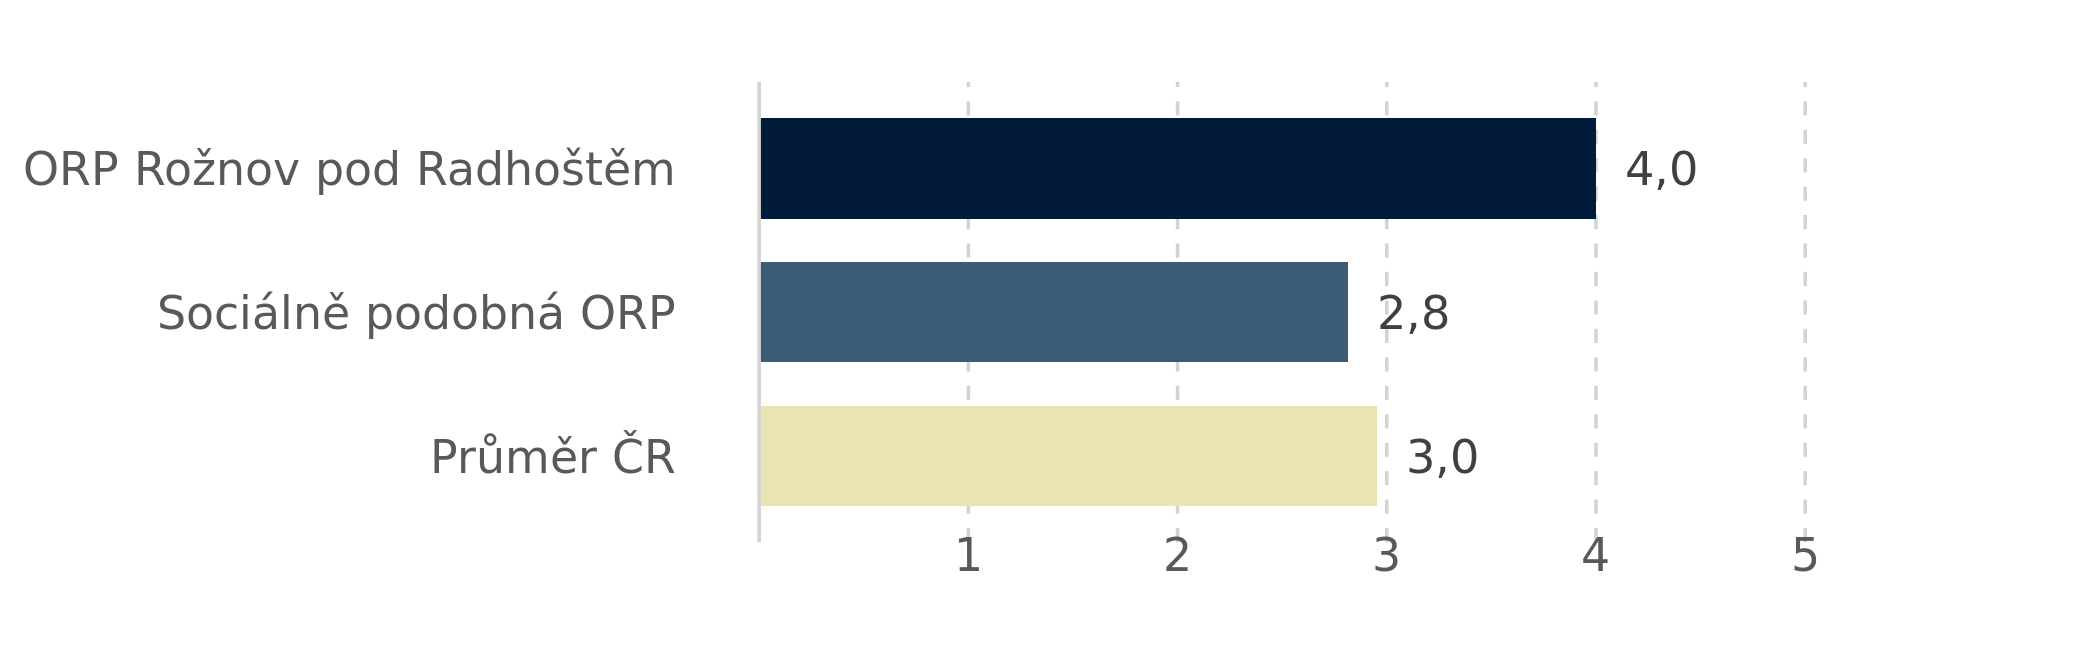 ORP Rožnov pod Radhoštěm 4,0
Sociálně podobná ORP 2,8
Průměr ČR 3,0
1 2 3 4 5